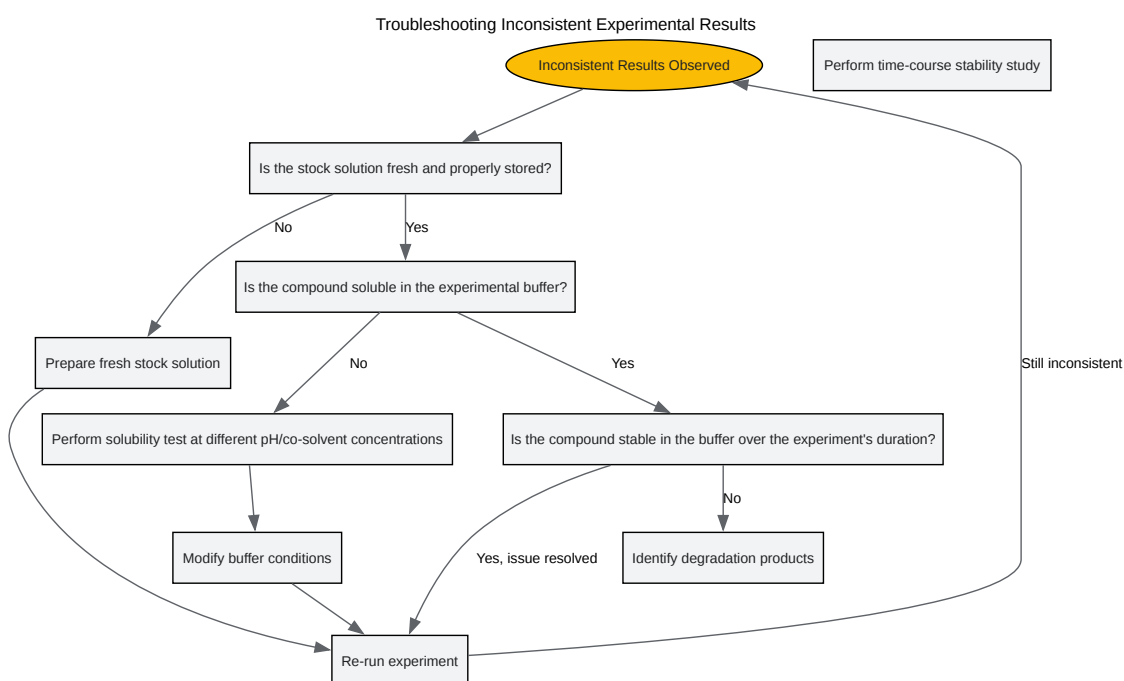 Troubleshooting Inconsistent Experimental Results
Inconsistent Results Observed
Perform time-course stability study
Is the stock solution fresh and properly stored?
No
Yes
Is the compound soluble in the experimental buffer?
Prepare fresh stock solution
No
Yes
Still inconsistent
Perform solubility test at different pH/co-solvent concentrations
Is the compound stable in the buffer over the experiment's duration?
No
Modify buffer conditions
Yes, issue resolved
Identify degradation products
Re-run experiment